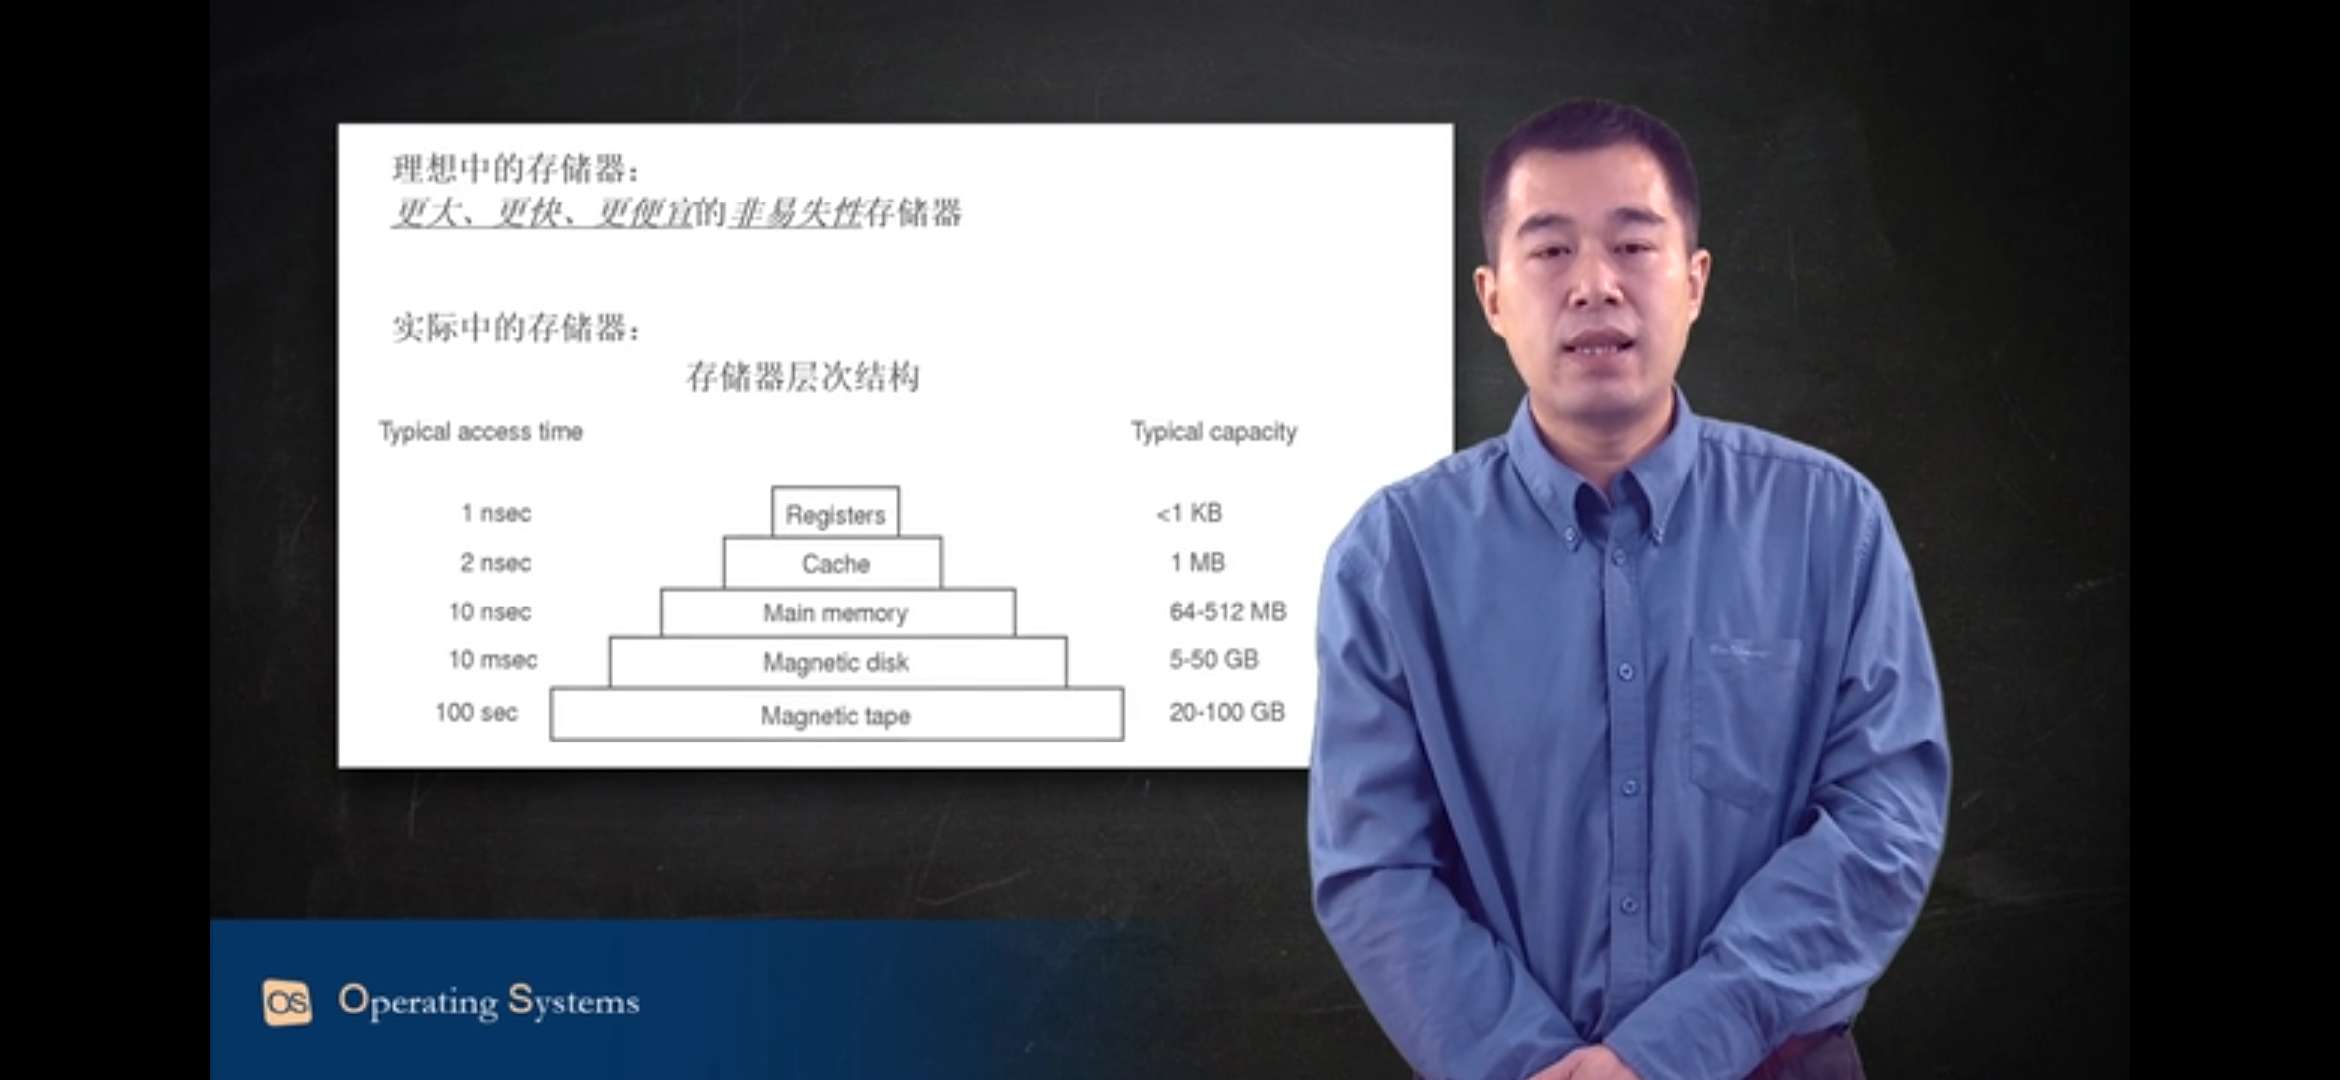 理想中的存储器：
更大、更快、更便宜的非易失性存储器
实际中的存储器：
存储器层次结构
Typical access time
Typical capacity
1 nsec Registers <1 KB
2 nsec Cache 1 MB
10 nsec Main memory 64-512 MB
10 msec Magnetic disk 5-50 GB
100 sec Magnetic tape 20-100 GB
OS Operating Systems